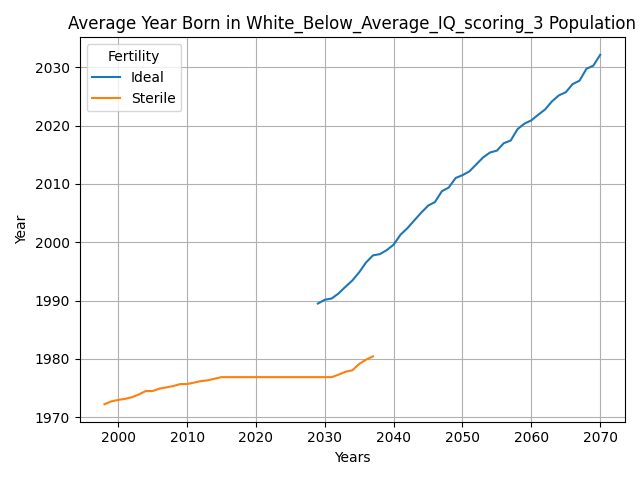 Average Year Born in White_Below_Average_IQ_scoring_3 Population
Fertility
Ideal
Sterile
Year
2030
2020
2010
2000
1990
1980
1970
2000 2010 2020 2030 2040 2050 2060 2070
Years